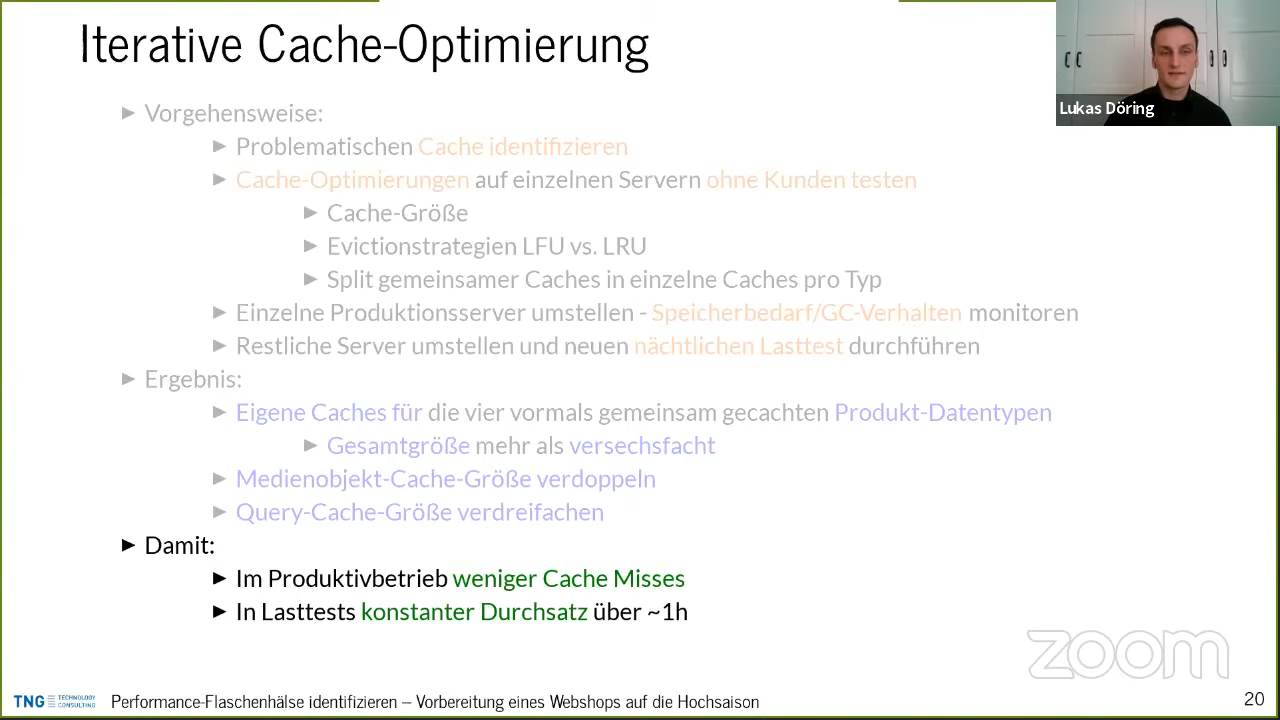 Iterative Cache-Optimierung
Lukas Döring
► Vorgehensweise:
► Problematischen Cache identifizieren
► Cache-Optimierungen auf einzelnen Servern ohne Kunden testen
► Cache-Größe
► Evictionstrategien LFU vs. LRU
► Split gemeinsamer Caches in einzelne Caches pro Typ
► Einzelne Produktionsserver umstellen - Speicherbedarf/GC-Verhalten monitoren
► Restliche Server umstellen und neuen nächtlichen Lasttest durchführen
► Ergebnis:
► Eigene Caches für die vier vormals gemeinsam gecachten Produkt-Datentypen
► Gesamtgröße mehr als versechsfacht
► Medienobjekt-Cache-Größe verdoppeln
► Query-Cache-Größe verdreifachen
► Damit:
► Im Produktivbetrieb weniger Cache Misses
► In Lasttests konstanter Durchsatz über ~1h
zoom
TNG TECHNOLOGY CONSULTING
Performance-Flaschenhälse identifizieren – Vorbereitung eines Webshops auf die Hochsaison
20